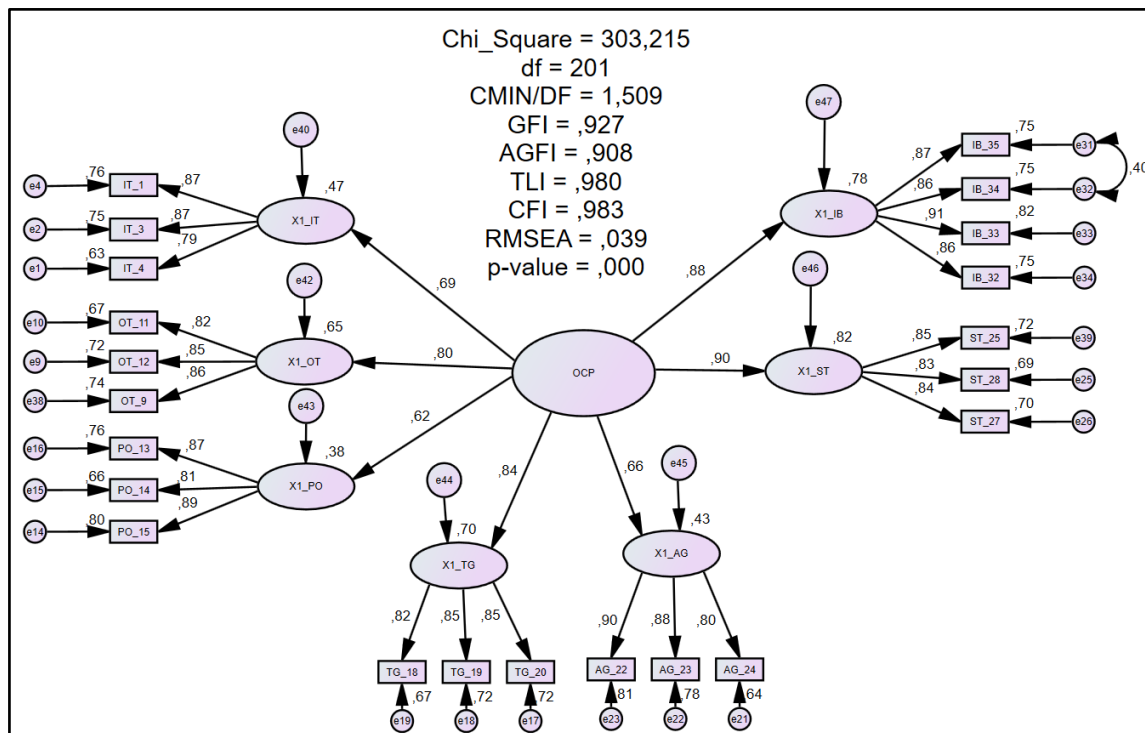 Chi_Square = 303,215
df = 201
CMIN/DF = 1,509
GFI = ,927
AGFI = ,908
TLI = ,980
CFI = ,983
RMSEA = ,039
p-value = ,000
e40
,47
X1_IT
,76
,87
e4
IT_1
,75
,87
e2
IT_3
,63
,79
e1
IT_4
,69
e42
,65
X1_OT
,67
,82
e10
OT_11
,72
,85
e9
OT_12
,74
,86
e38
OT_9
,80
e43
,38
X1_PO
,76
,87
e16
PO_13
,66
,81
e15
PO_14
,80
,89
e14
PO_15
,62
OCP
e44
,70
X1_TG
,84
,82
,85
,85
TG_18
TG_19
TG_20
,67
,72
,72
e19
e18
e17
e45
,43
X1_AG
,66
,90
,88
,80
AG_22
AG_23
AG_24
,81
,78
,64
e23
e22
e21
e47
,78
X1_IB
,88
,87
IB_35
,75
e31
,86
IB_34
,75
e32
,40
,91
IB_33
,82
e33
,86
IB_32
,75
e34
e46
,82
X1_ST
,90
,85
ST_25
,72
e39
,83
ST_28
,69
e25
,84
ST_27
,70
e26